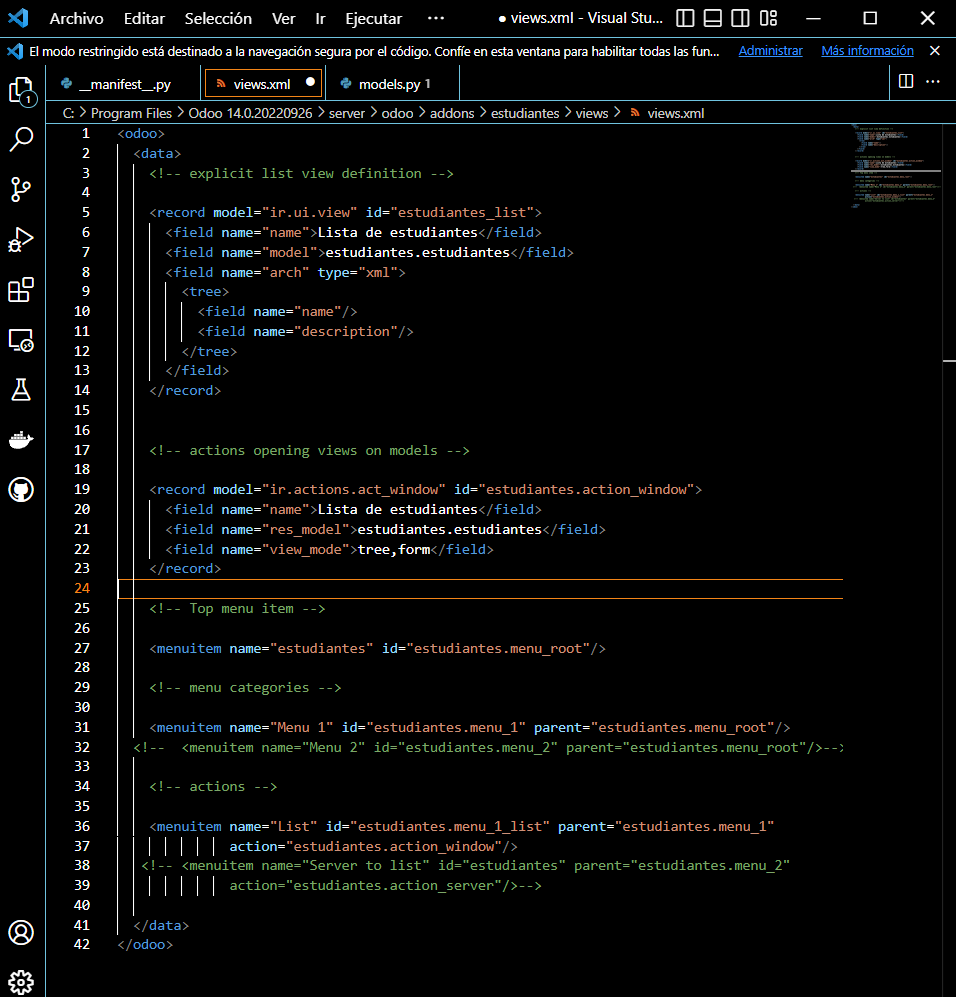 Archivo Editar Selección Ver Ir Ejecutar ··· ● views.xml - Visual Stu...
El modo restringido está destinado a la navegación segura por el código. Confíe en esta ventana para habilitar todas las fun... Administrar Más información
__manifest__.py views.xml ● models.py 1
C: > Program Files > Odoo 14.0.20220926 > server > odoo > addons > estudiantes > views > views.xml
1 <odoo>
2 <data>
3 <!-- explicit list view definition -->
4
5 <record model="ir.ui.view" id="estudiantes_list">
6 <field name="name">Lista de estudiantes</field>
7 <field name="model">estudiantes.estudiantes</field>
8 <field name="arch" type="xml">
9 <tree>
10 <field name="name"/>
11 <field name="description"/>
12 </tree>
13 </field>
14 </record>
15
16
17 <!-- actions opening views on models -->
18
19 <record model="ir.actions.act_window" id="estudiantes.action_window">
20 <field name="name">Lista de estudiantes</field>
21 <field name="res_model">estudiantes.estudiantes</field>
22 <field name="view_mode">tree,form</field>
23 </record>
24
25 <!-- Top menu item -->
26
27 <menuitem name="estudiantes" id="estudiantes.menu_root"/>
28
29 <!-- menu categories -->
30
31 <menuitem name="Menu 1" id="estudiantes.menu_1" parent="estudiantes.menu_root"/>
32 <!-- <menuitem name="Menu 2" id="estudiantes.menu_2" parent="estudiantes.menu_root"/>-->
33
34 <!-- actions -->
35
36 <menuitem name="List" id="estudiantes.menu_1_list" parent="estudiantes.menu_1"
37 action="estudiantes.action_window"/>
38 <!-- <menuitem name="Server to list" id="estudiantes" parent="estudiantes.menu_2"
39 action="estudiantes.action_server"/>-->
40
41 </data>
42 </odoo>
1